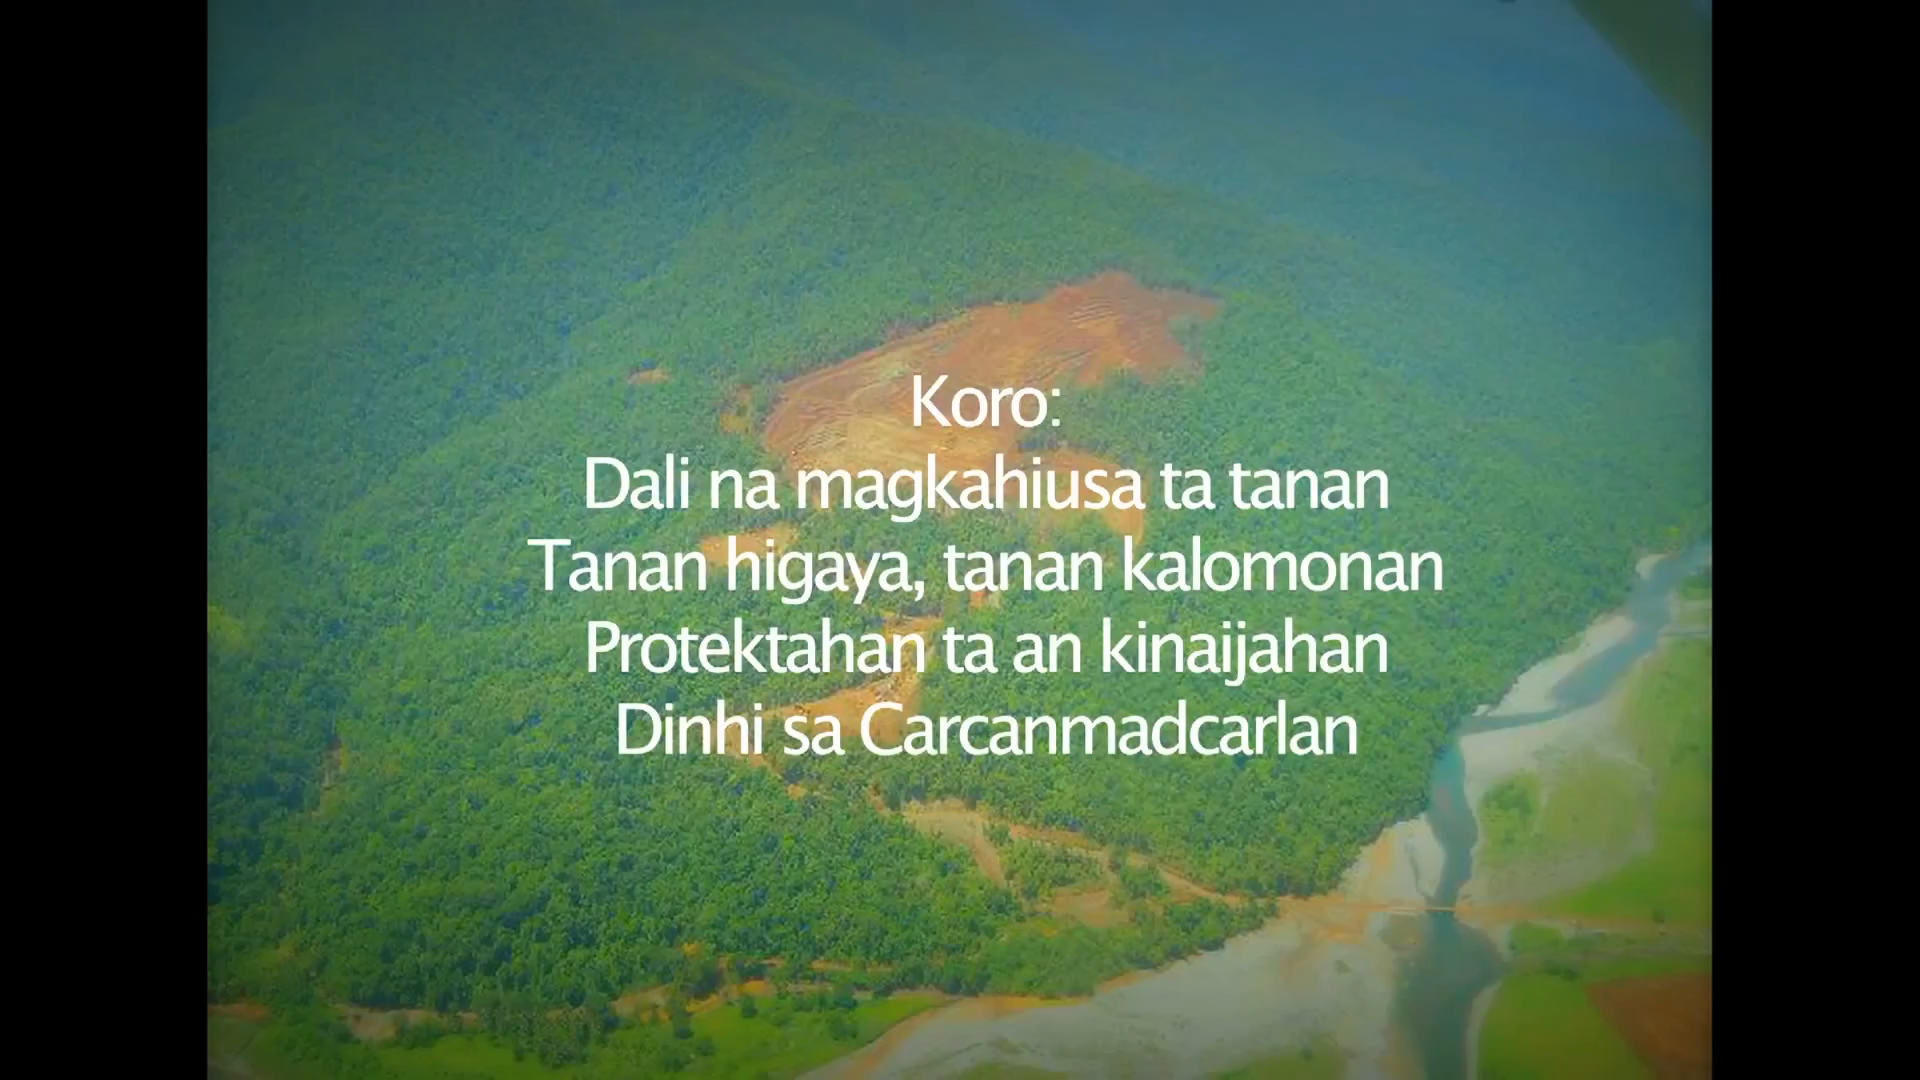 Koro:
Dali na magkahiusa ta tanan
Tanan higaya, tanan kalomonan
Protektahan ta an kinaijahan
Dinhi sa Carcanmadcarlan